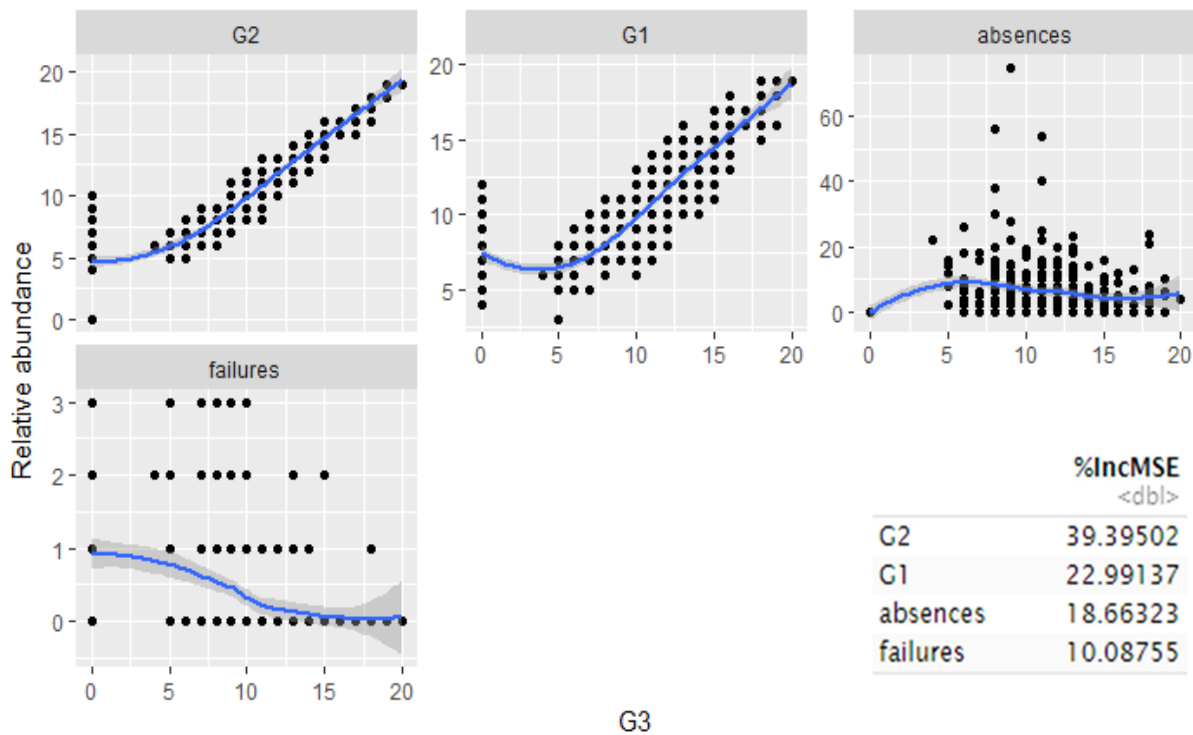 G2
G1
absences
20
15
10
5
0
20
15
10
5
60
40
20
0
0 5 10 15 20
0 5 10 15 20
failures
3
2
1
0
0 5 10 15 20
Relative abundance
G3
%IncMSE
<dbl>
G2 39.39502
G1 22.99137
absences 18.66323
failures 10.08755